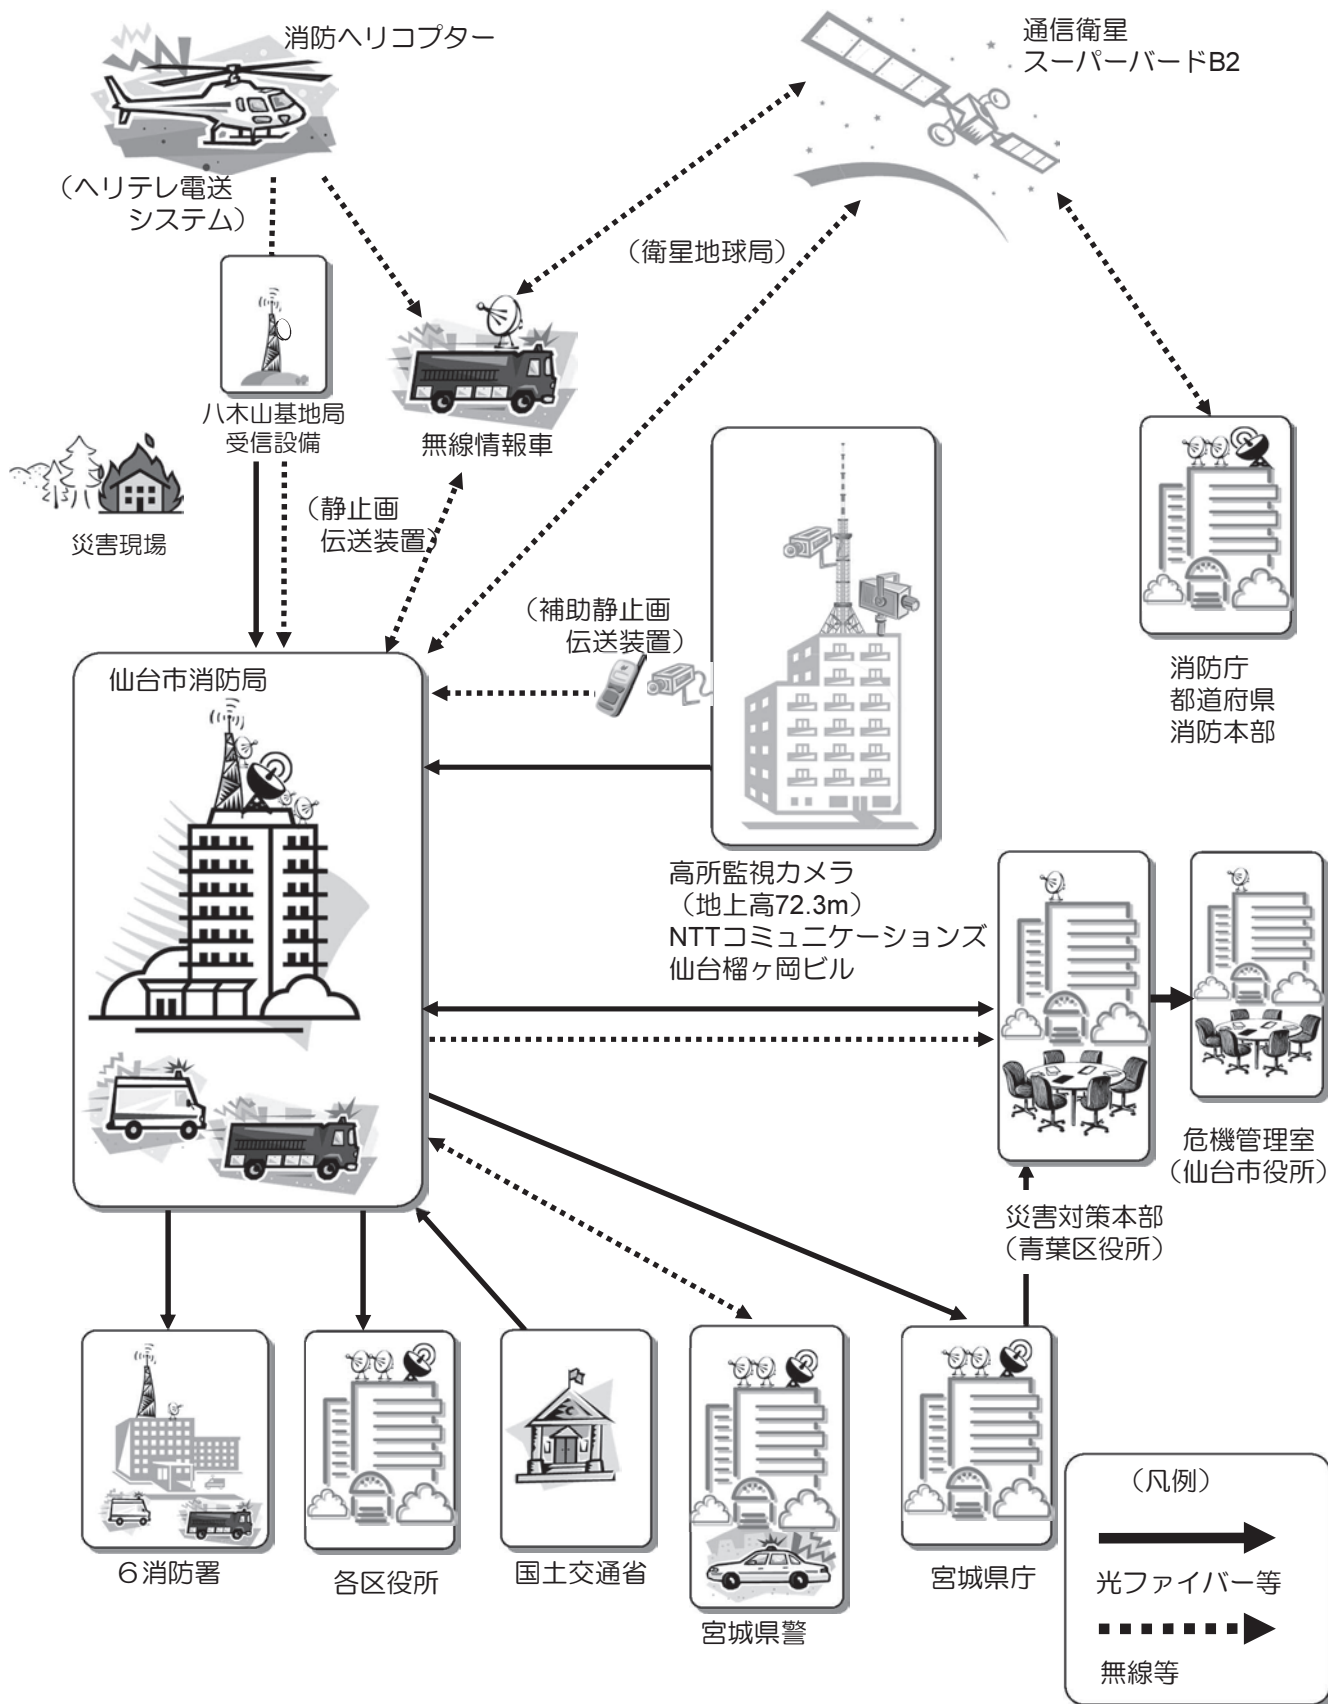 消防ヘリコプター
通信衛星
スーパーバードB2
（ヘリテレ電送
システム）
（衛星地球局）
八木山基地局
受信設備
無線情報車
災害現場
（静止画
伝送装置）
（補助静止画
伝送装置）
消防庁
都道府県
消防本部
仙台市消防局
高所監視カメラ
（地上高72.3m）
NTTコミュニケーションズ
仙台榴ヶ岡ビル
危機管理室
（仙台市役所）
災害対策本部
（青葉区役所）
６消防署
各区役所
国土交通省
宮城県警
宮城県庁
（凡例）
光ファイバー等
無線等